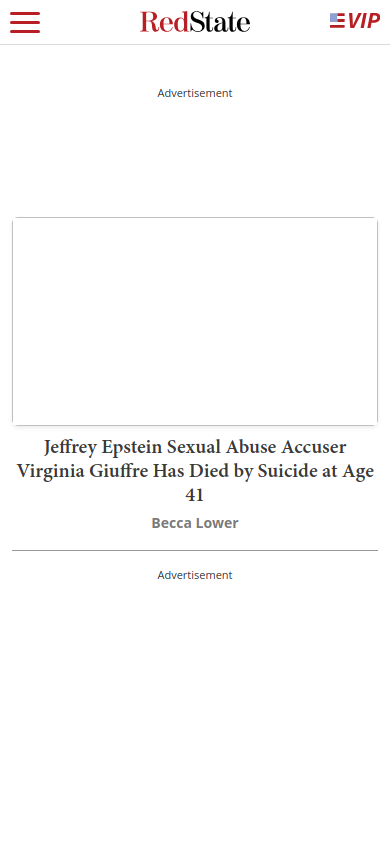 RedState
VIP
Advertisement
Jeffrey Epstein Sexual Abuse Accuser
Virginia Giuffre Has Died by Suicide at Age
41
Becca Lower
Advertisement